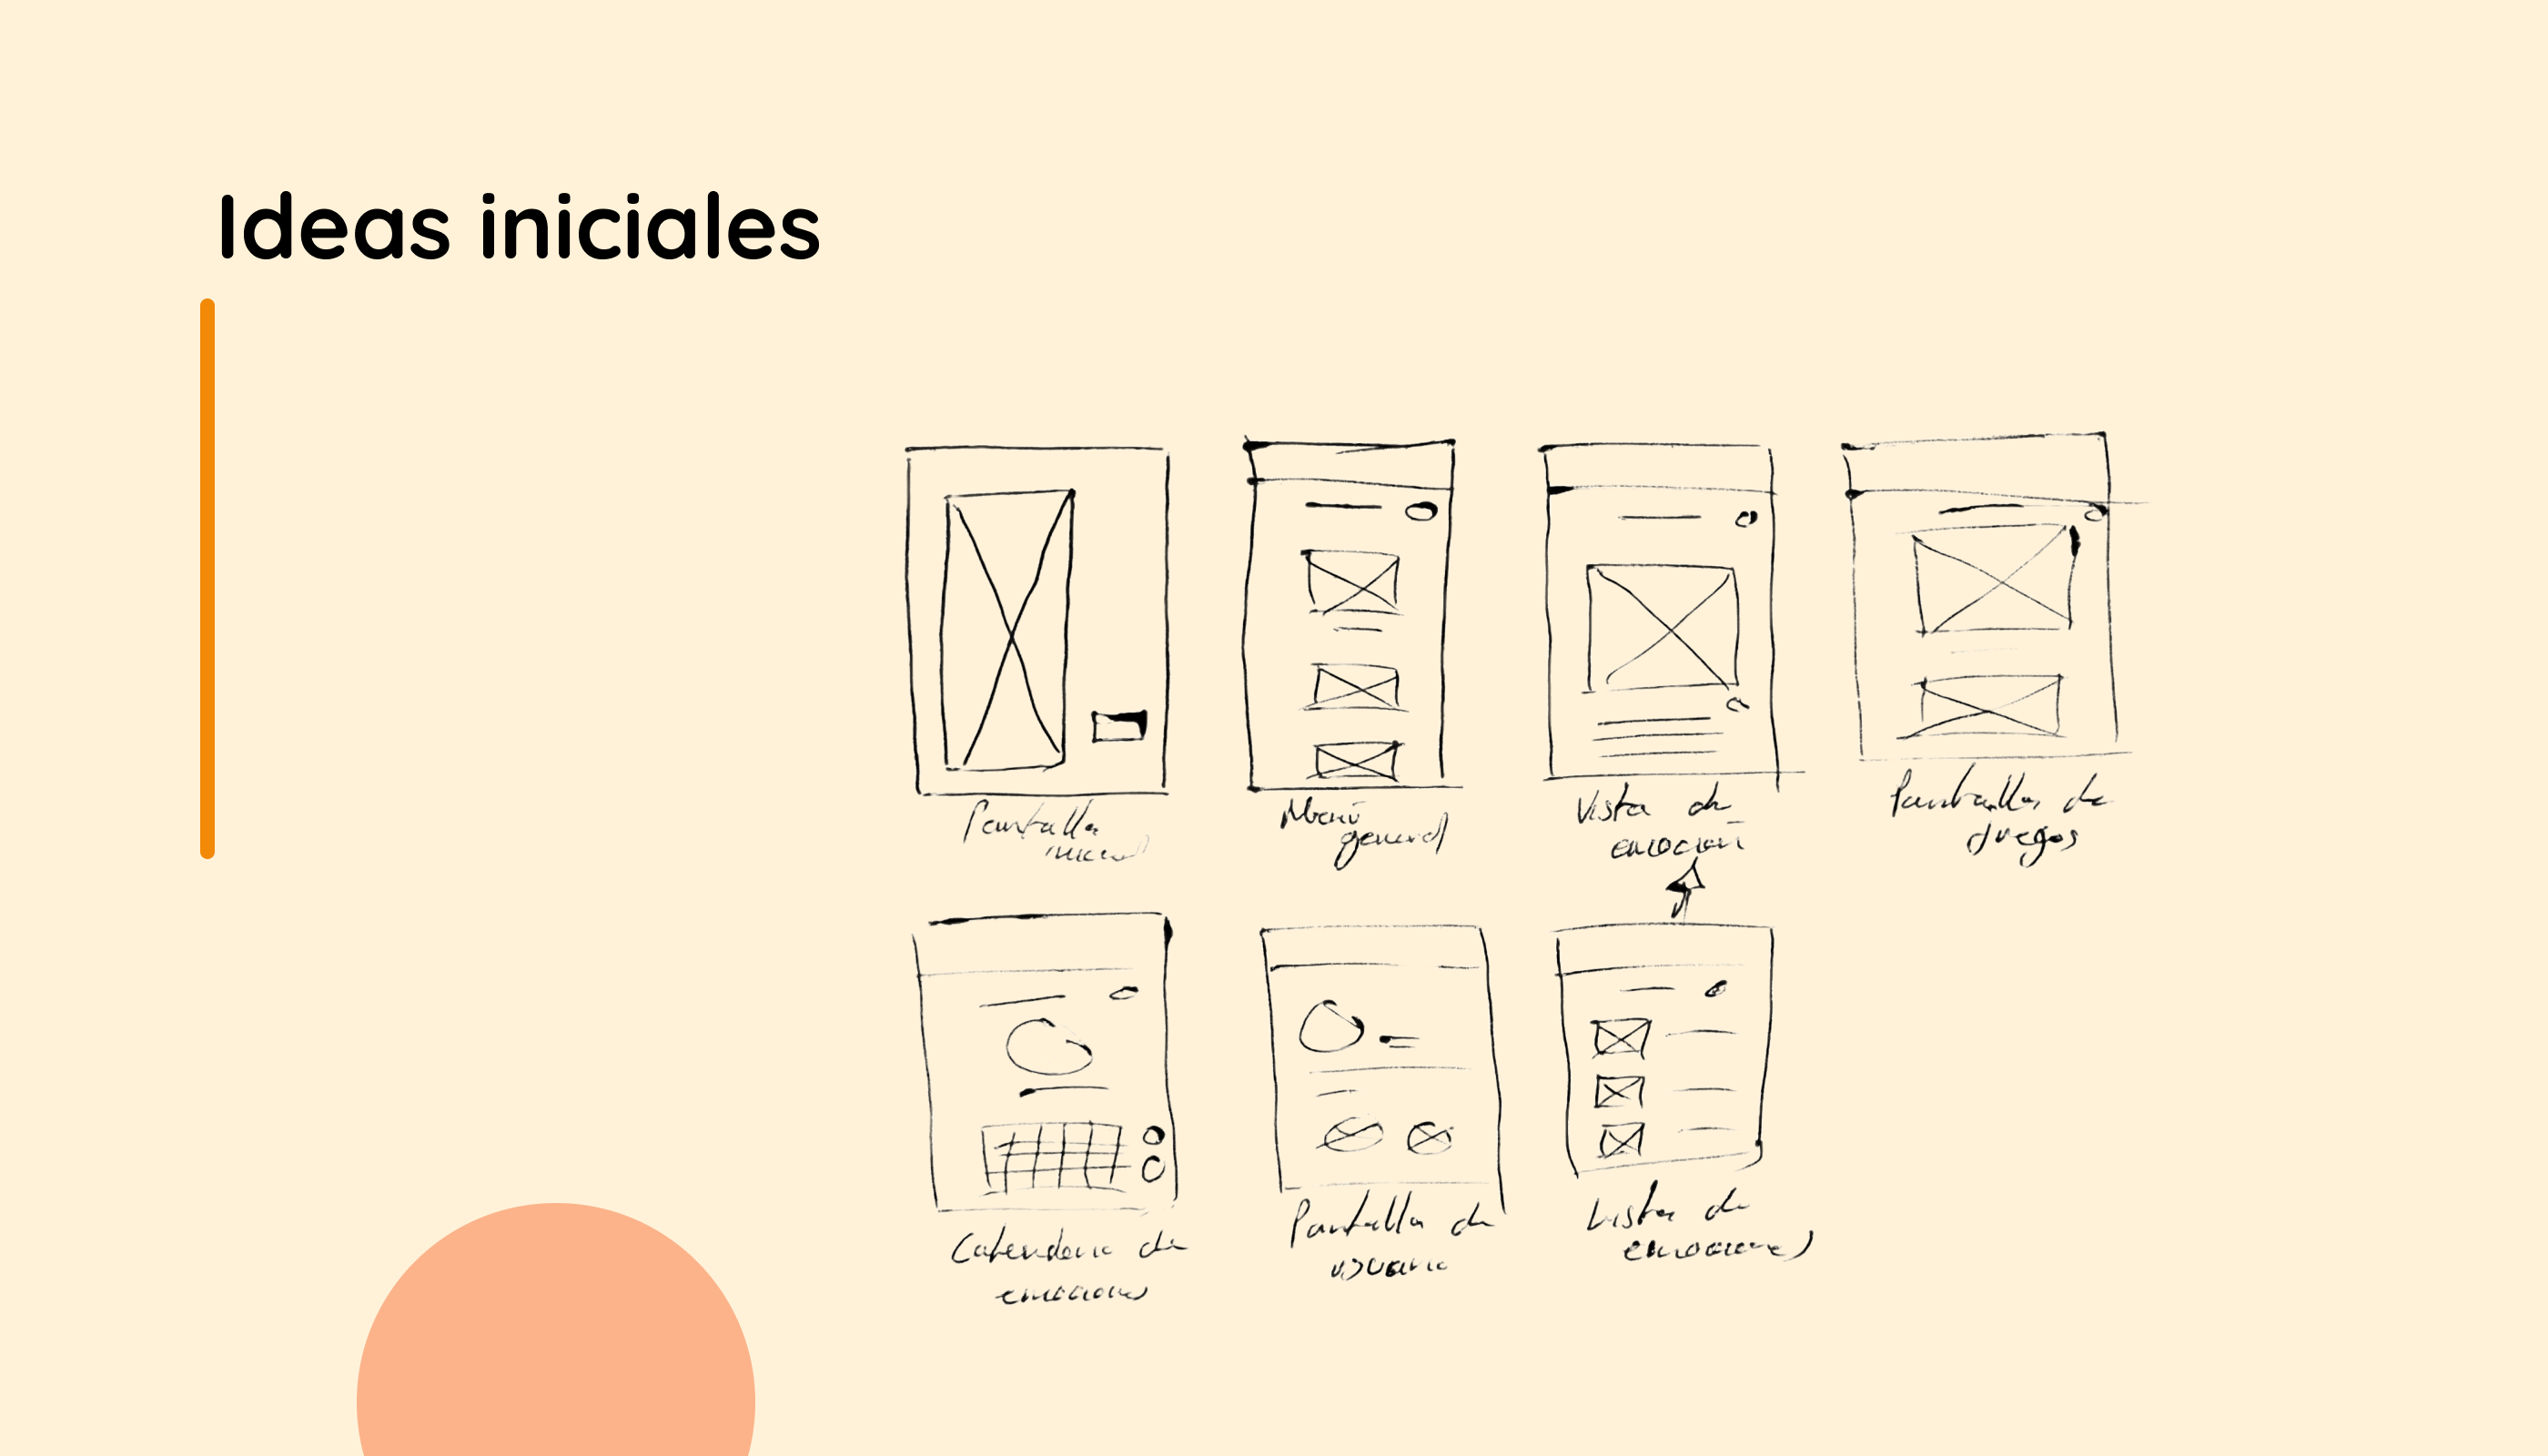 Ideas iniciales
Pantalla
inicial
Menú
general
Vista de
emoción
Pantalla de
juegos
Calendario de
emociones
Pantalla de
usuario
Lista de
emociones